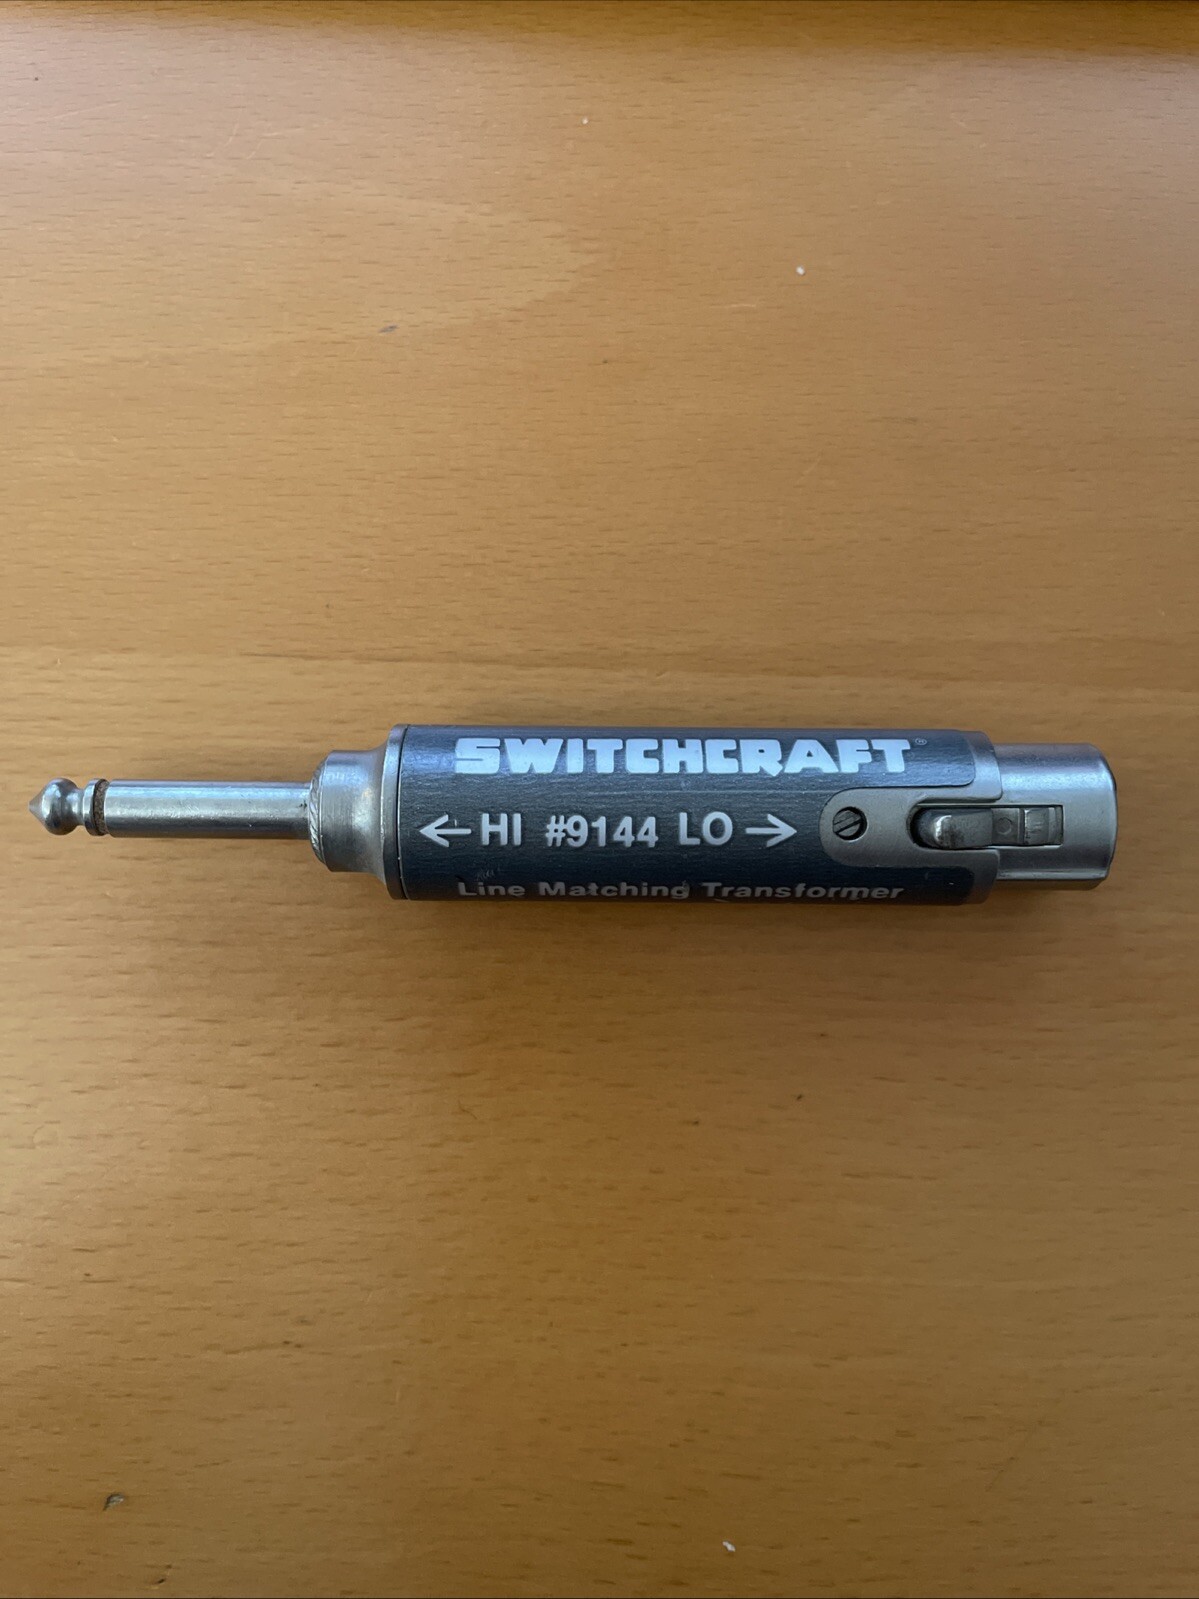 SWITCHCRAFT®
← HI #9144 LO →
Line Matching Transformer